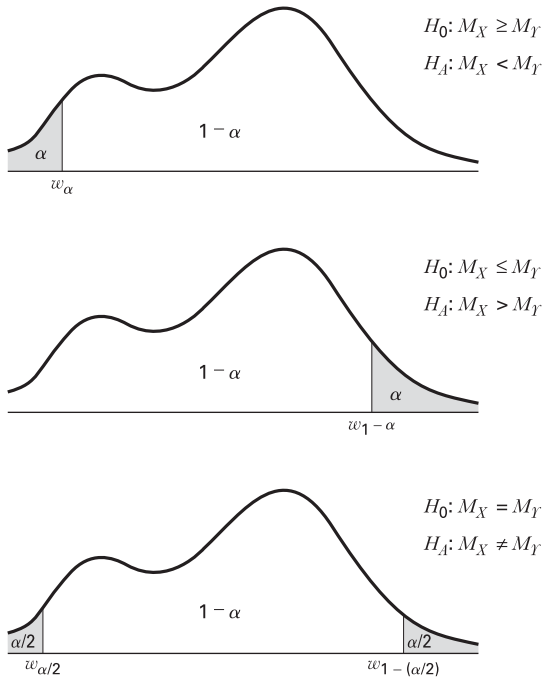 H₀: M_X ≥ M_Y
H_A: M_X < M_Y
1 − α
α
w_α
H₀: M_X ≤ M_Y
H_A: M_X > M_Y
1 − α
α
w_{1 − α}
H₀: M_X = M_Y
H_A: M_X ≠ M_Y
1 − α
α/2 α/2
w_{α/2} w_{1 − (α/2)}